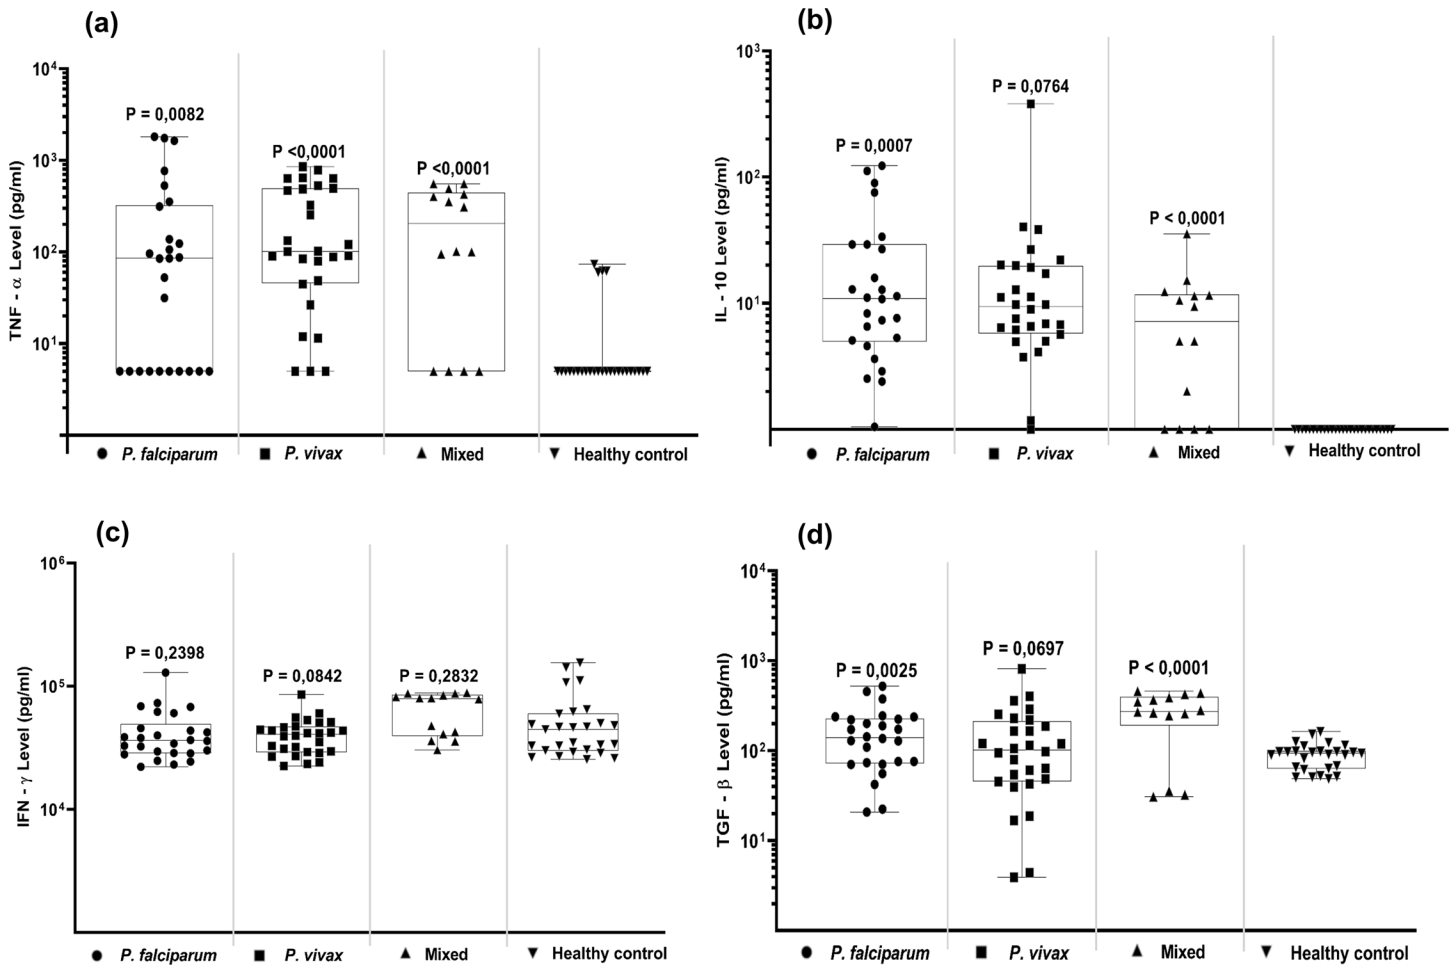 (a)
TNF - α Level (pg/ml)
10⁴
10³
10²
10¹
P = 0,0082
P <0,0001
P <0,0001
P. falciparum
P. vivax
Mixed
Healthy control
(b)
IL - 10 Level (pg/ml)
10³
10²
10¹
P = 0,0007
P = 0,0764
P < 0,0001
P. falciparum
P. vivax
Mixed
Healthy control
(c)
IFN - γ Level (pg/ml)
10⁶
10⁵
10⁴
P = 0,2398
P = 0,0842
P = 0,2832
P. falciparum
P. vivax
Mixed
Healthy control
(d)
TGF - β Level (pg/ml)
10⁴
10³
10²
10¹
P = 0,0025
P = 0,0697
P < 0,0001
P. falciparum
P. vivax
Mixed
Healthy control